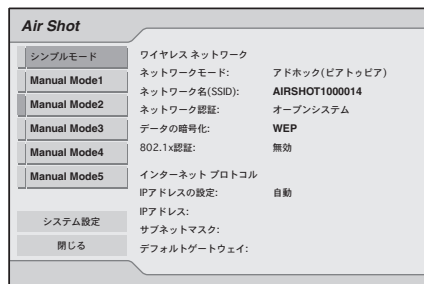 Air Shot
シンプルモード
Manual Mode1
Manual Mode2
Manual Mode3
Manual Mode4
Manual Mode5
システム設定
閉じる
ワイヤレス ネットワーク
ネットワークモード: アドホック(ピアトゥピア)
ネットワーク名(SSID): AIRSHOT1000014
ネットワーク認証: オープンシステム
データの暗号化: WEP
802.1x認証: 無効
インターネット プロトコル
IPアドレスの設定: 自動
IPアドレス:
サブネットマスク:
デフォルトゲートウェイ: